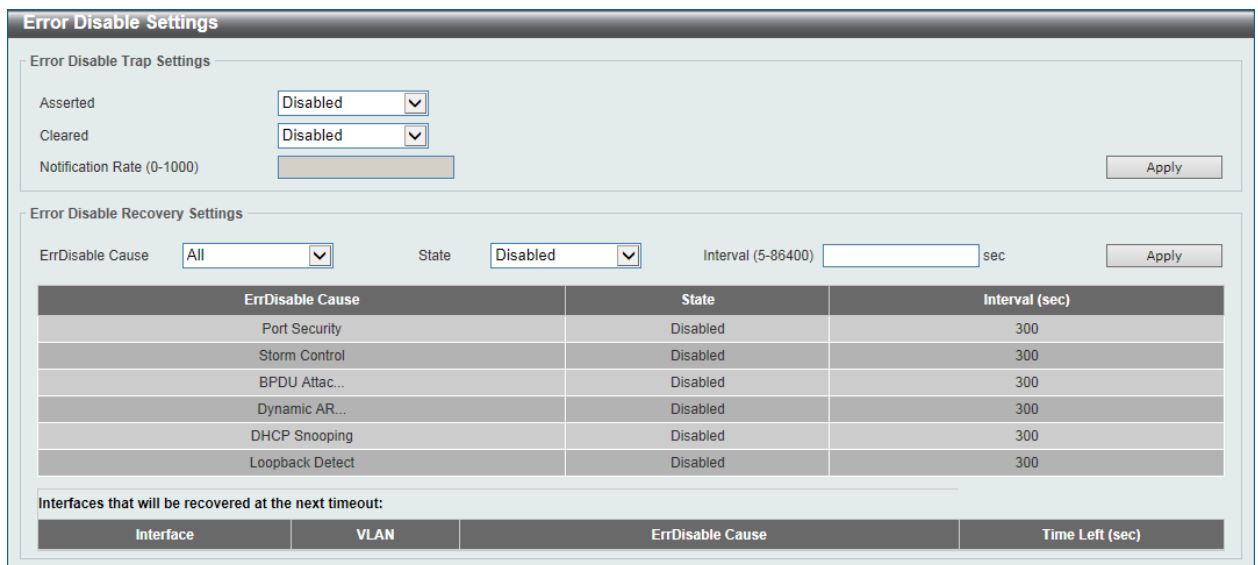 Error Disable Settings
Error Disable Trap Settings
Asserted Disabled
Cleared Disabled
Notification Rate (0-1000) Apply
Error Disable Recovery Settings
ErrDisable Cause All State Disabled Interval (5-86400) sec Apply
ErrDisable Cause State Interval (sec)
Port Security Disabled 300
Storm Control Disabled 300
BPDU Attac... Disabled 300
Dynamic AR... Disabled 300
DHCP Snooping Disabled 300
Loopback Detect Disabled 300
Interfaces that will be recovered at the next timeout:
Interface VLAN ErrDisable Cause Time Left (sec)